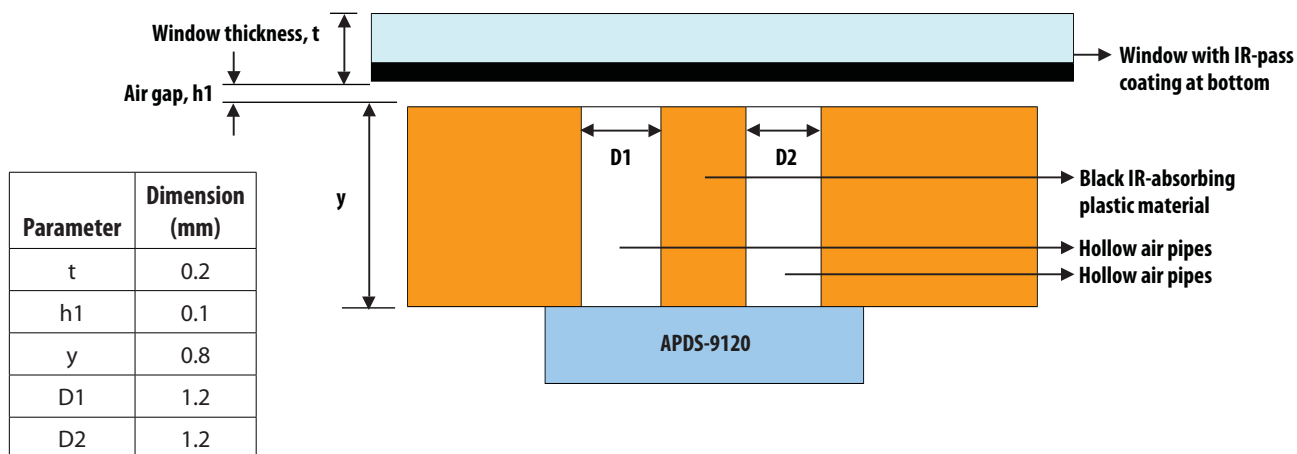 Window thickness, t
Window with IR-pass
coating at bottom
Air gap, h1
D1
D2
y
Black IR-absorbing
plastic material
Hollow air pipes
Hollow air pipes
APDS-9120
Parameter Dimension (mm)
t 0.2
h1 0.1
y 0.8
D1 1.2
D2 1.2